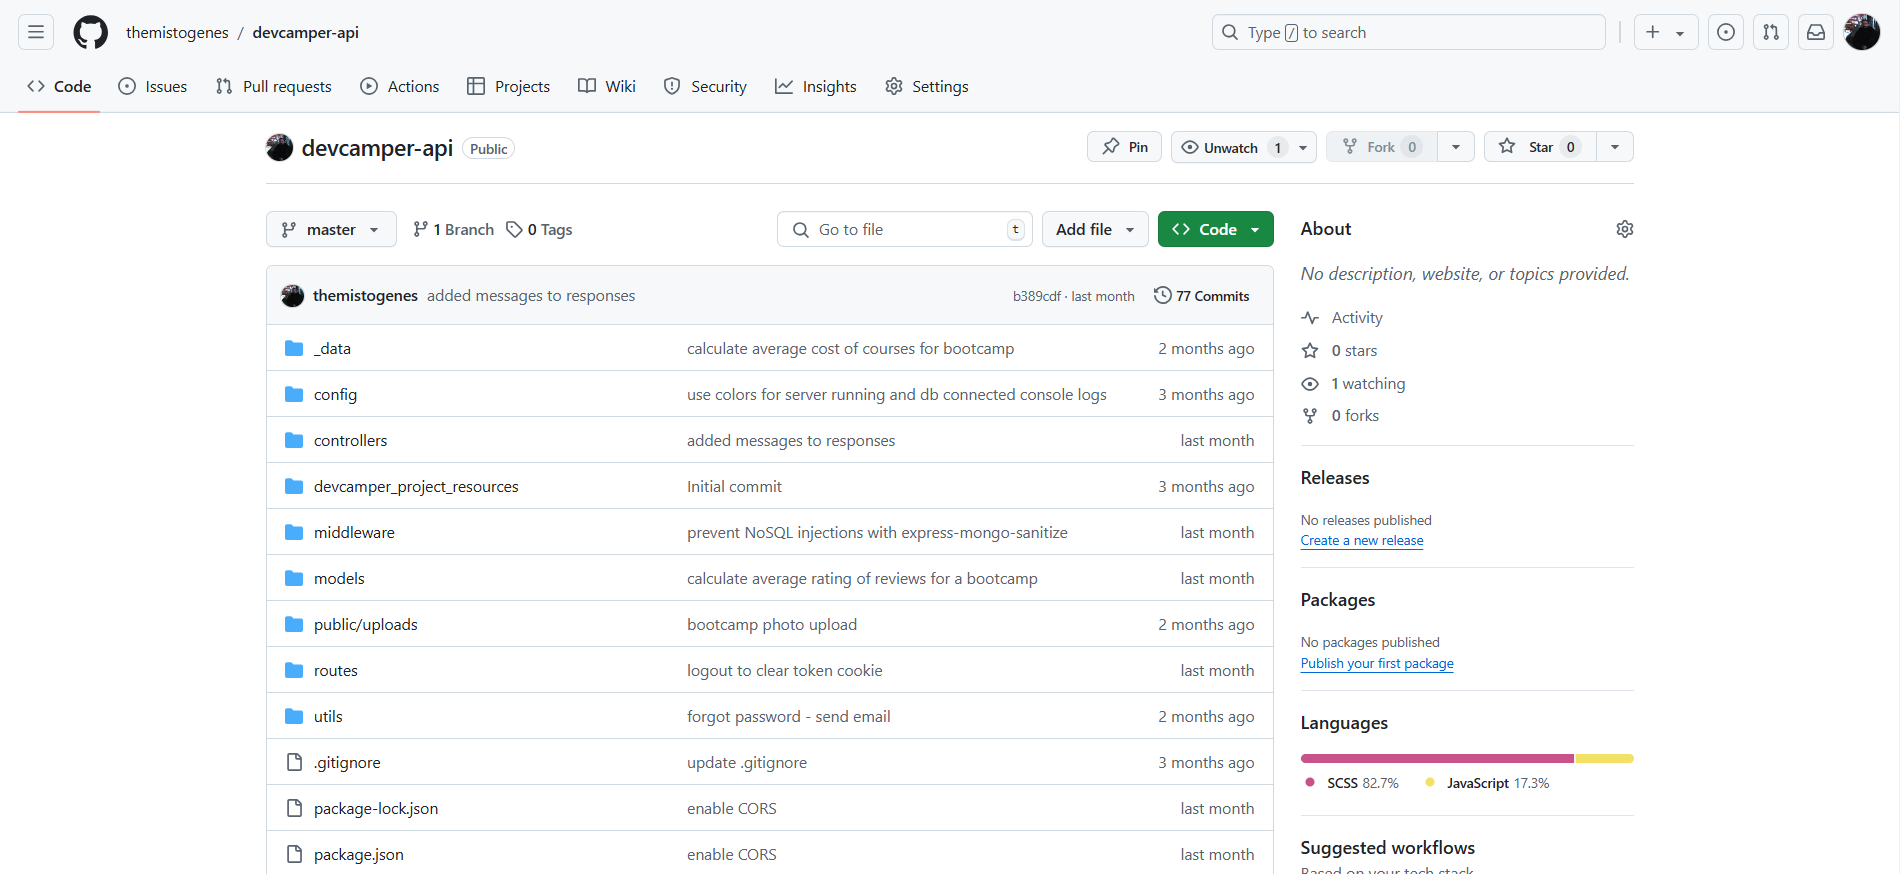 themistogenes / devcamper-api
Type / to search
Code Issues Pull requests Actions Projects Wiki Security Insights Settings
devcamper-api Public
Pin Unwatch 1 Fork 0 Star 0
master 1 Branch 0 Tags Go to file t Add file Code
themistogenes added messages to responses b389cdf · last month 77 Commits
_data calculate average cost of courses for bootcamp 2 months ago
config use colors for server running and db connected console logs 3 months ago
controllers added messages to responses last month
devcamper_project_resources Initial commit 3 months ago
middleware prevent NoSQL injections with express-mongo-sanitize last month
models calculate average rating of reviews for a bootcamp last month
public/uploads bootcamp photo upload 2 months ago
routes logout to clear token cookie last month
utils forgot password - send email 2 months ago
.gitignore update .gitignore 3 months ago
package-lock.json enable CORS last month
package.json enable CORS last month
About
No description, website, or topics provided.
Activity
0 stars
1 watching
0 forks
Releases
No releases published
Create a new release
Packages
No packages published
Publish your first package
Languages
SCSS 82.7% JavaScript 17.3%
Suggested workflows
Based on your tech stack